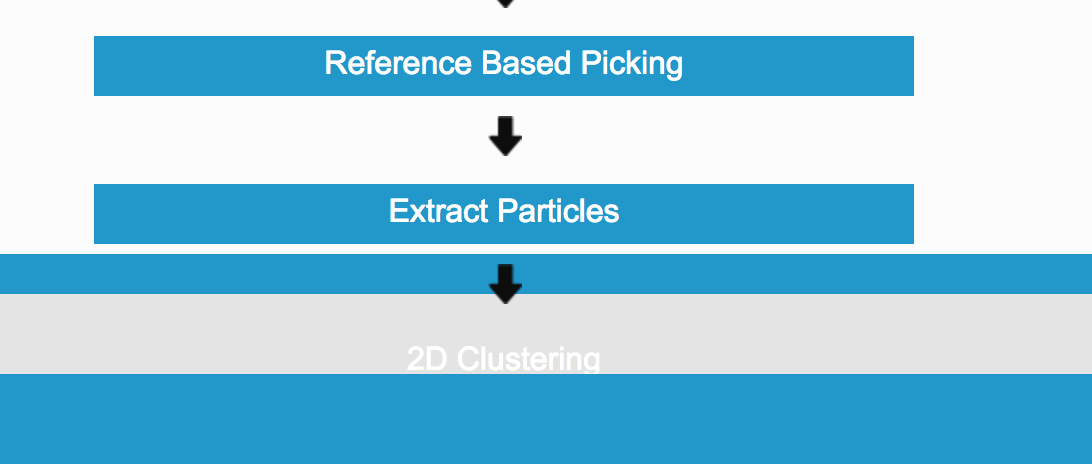 Reference Based Picking
Extract Particles
2D Clustering